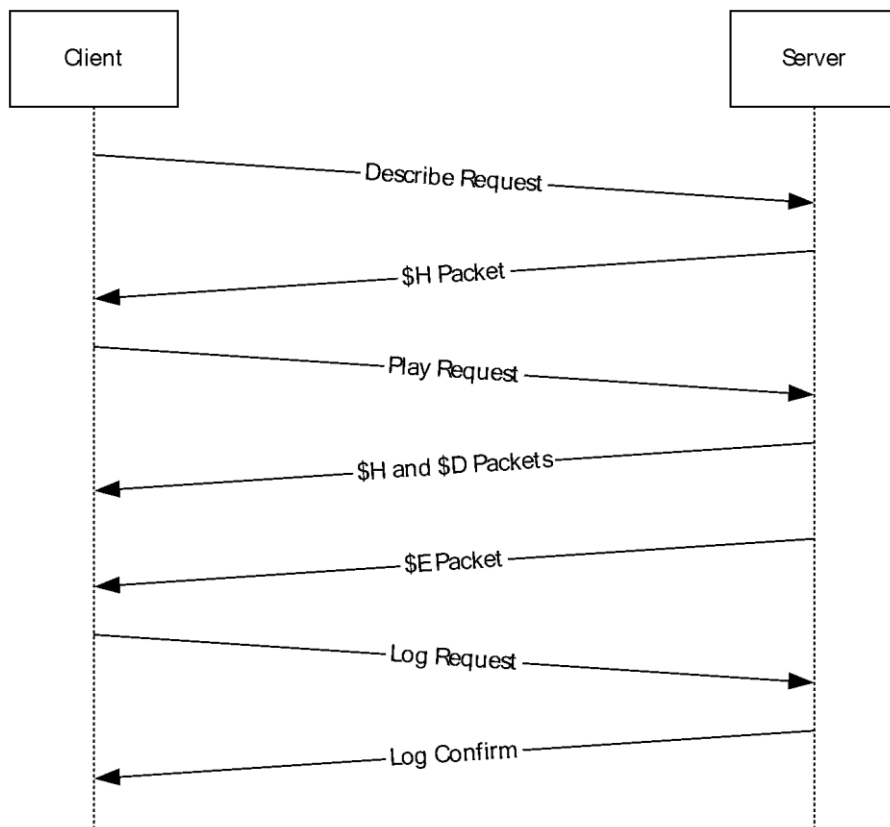 Client
Server
Describe Request
$H Packet
Play Request
$H and $D Packets
$E Packet
Log Request
Log Confirm